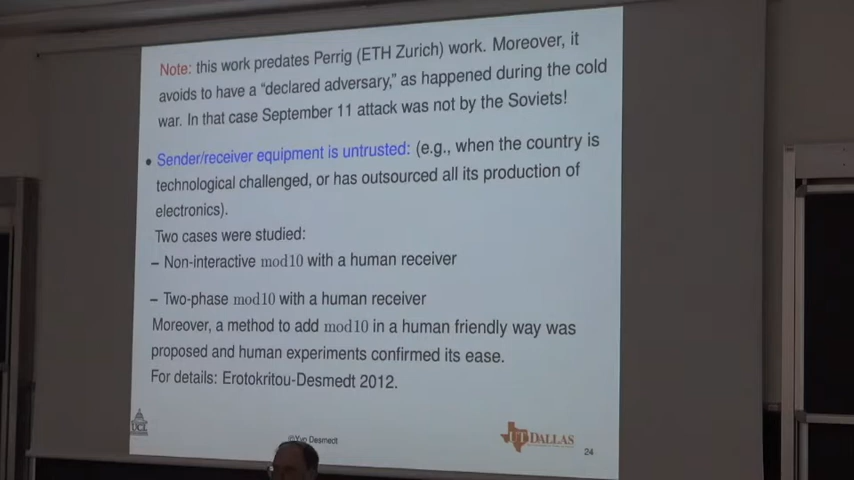 Note: this work predates Perrig (ETH Zurich) work. Moreover, it
avoids to have a “declared adversary,” as happened during the cold
war. In that case September 11 attack was not by the Soviets!
• Sender/receiver equipment is untrusted: (e.g., when the country is
technological challenged, or has outsourced all its production of
electronics).
Two cases were studied:
– Non-interactive mod10 with a human receiver
– Two-phase mod10 with a human receiver
Moreover, a method to add mod10 in a human friendly way was
proposed and human experiments confirmed its ease.
For details: Erotokritou-Desmedt 2012.
UCL
©Yvo Desmedt
UT DALLAS
24